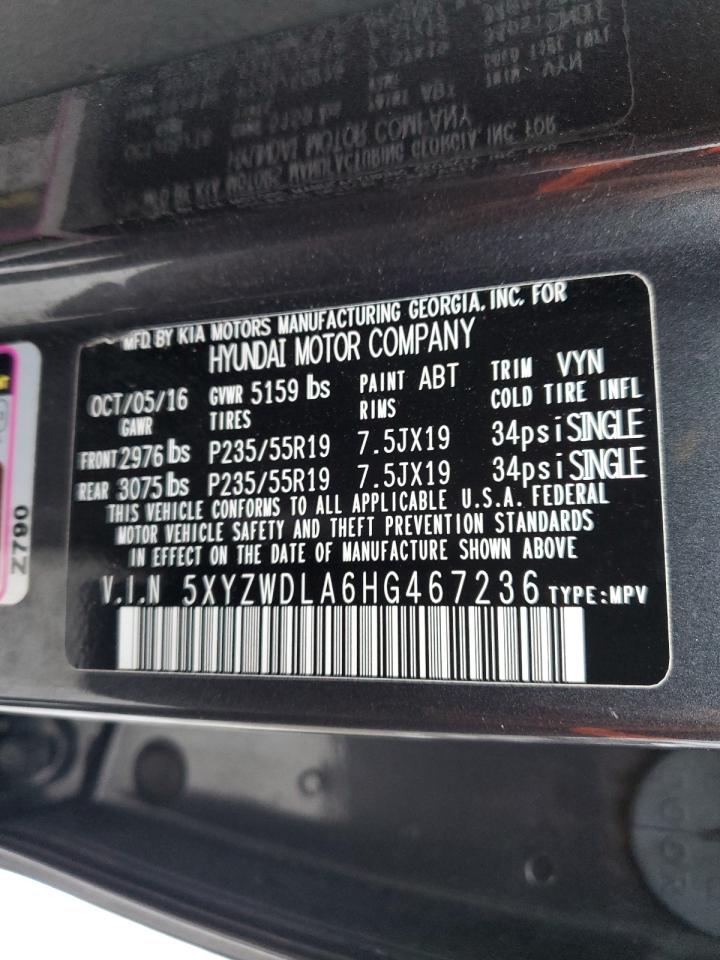 MFD. BY KIA MOTORS MANUFACTURING GEORGIA, INC. FOR
HYUNDAI MOTOR COMPANY
OCT/05/16 GVWR 5159 lbs PAINT ABT TRIM VYN
GAWR TIRES RIMS COLD TIRE INFL
FRONT 2976 lbs P235/55R19 7.5JX19 34psi SINGLE
REAR 3075 lbs P235/55R19 7.5JX19 34psi SINGLE
THIS VEHICLE CONFORMS TO ALL APPLICABLE U.S.A. FEDERAL
MOTOR VEHICLE SAFETY AND THEFT PREVENTION STANDARDS
IN EFFECT ON THE DATE OF MANUFACTURE SHOWN ABOVE
V.I.N 5XYZWDLA6HG467236 TYPE:MPV
Z790